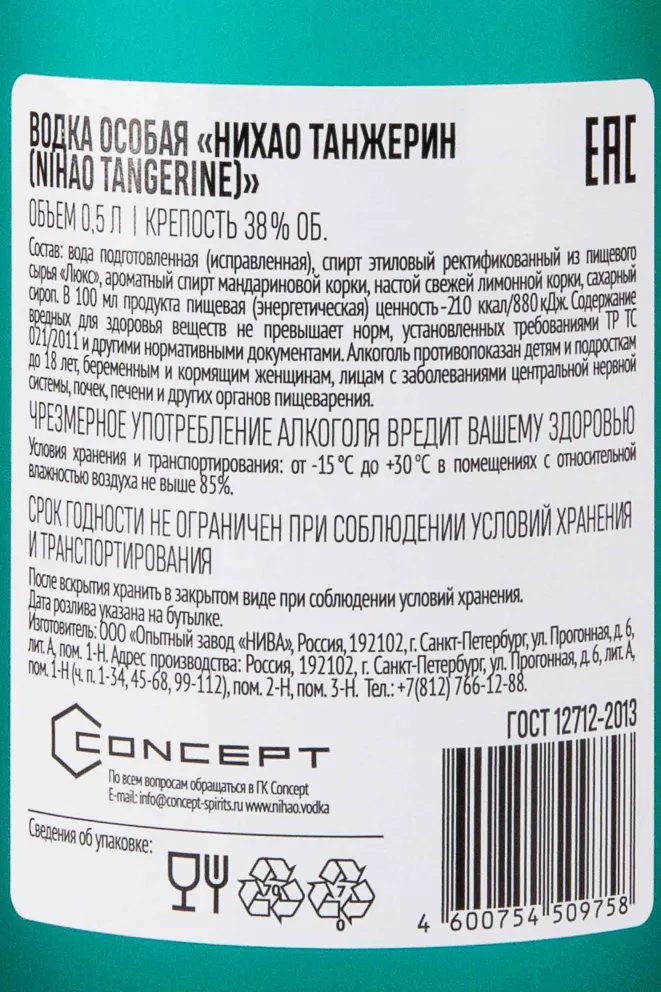 ВОДКА ОСОБАЯ «НИХАО ТАНЖЕРИН
(NIHAO TANGERINE)»
EAC
ОБЪЕМ 0,5 Л | КРЕПОСТЬ 38% ОБ.
Состав: вода подготовленная (исправленная), спирт этиловый ректификованный из пищевого
сырья «Люкс», ароматный спирт мандариновой корки, настой свежей лимонной корки, сахарный
сироп. В 100 мл продукта пищевая (энергетическая) ценность-210 ккал/880 кДж. Содержание
вредных для здоровья веществ не превышает норм, установленных требованиями ТР ТС
021/2011 и другими нормативными документами. Алкоголь противопоказан детям и подросткам
до 18 лет, беременным и кормящим женщинам, лицам с заболеваниями центральной нервной
системы, почек, печени и других органов пищеварения.
ЧРЕЗМЕРНОЕ УПОТРЕБЛЕНИЕ АЛКОГОЛЯ ВРЕДИТ ВАШЕМУ ЗДОРОВЬЮ
Условия хранения и транспортирования: от -15°С до +30°С в помещениях с относительной
влажностью воздуха не выше 85%.
СРОК ГОДНОСТИ НЕ ОГРАНИЧЕН ПРИ СОБЛЮДЕНИИ УСЛОВИЙ ХРАНЕНИЯ
И ТРАНСПОРТИРОВАНИЯ
После вскрытия хранить в закрытом виде при соблюдении условий хранения.
Дата розлива указана на бутылке.
Изготовитель: ООО «Опытный завод «НИВА», Россия, 192102, г. Санкт-Петербург, ул. Прогонная, д. 6,
лит. А, пом. 1-Н. Адрес производства: Россия, 192102, г. Санкт-Петербург, ул. Прогонная, д. 6, лит. А,
пом. 1-Н (ч. п. 1-34, 45-68, 99-112), пом. 2-Н, пом. 3-Н. Тел.: +7(812) 766-12-88.
ГОСТ 12712-2013
CONCEPT
По всем вопросам обращаться в ГК Concept
E-mail: info@concept-spirits.ru www.nihao.vodka
Сведения об упаковке:
70
7
0
4 600754 509758